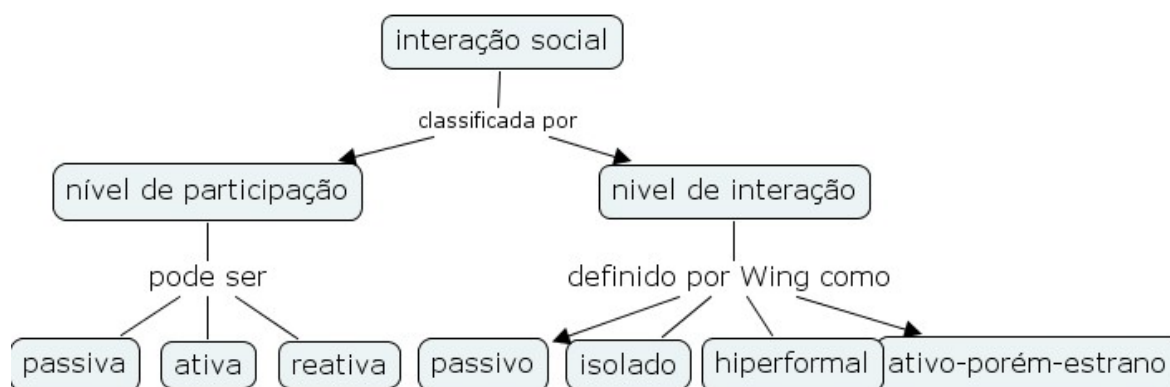 interação social
classificada por
nível de participação
nivel de interação
pode ser
definido por Wing como
passiva
ativa
reativa
passivo
isolado
hiperformal
ativo-porém-estrano